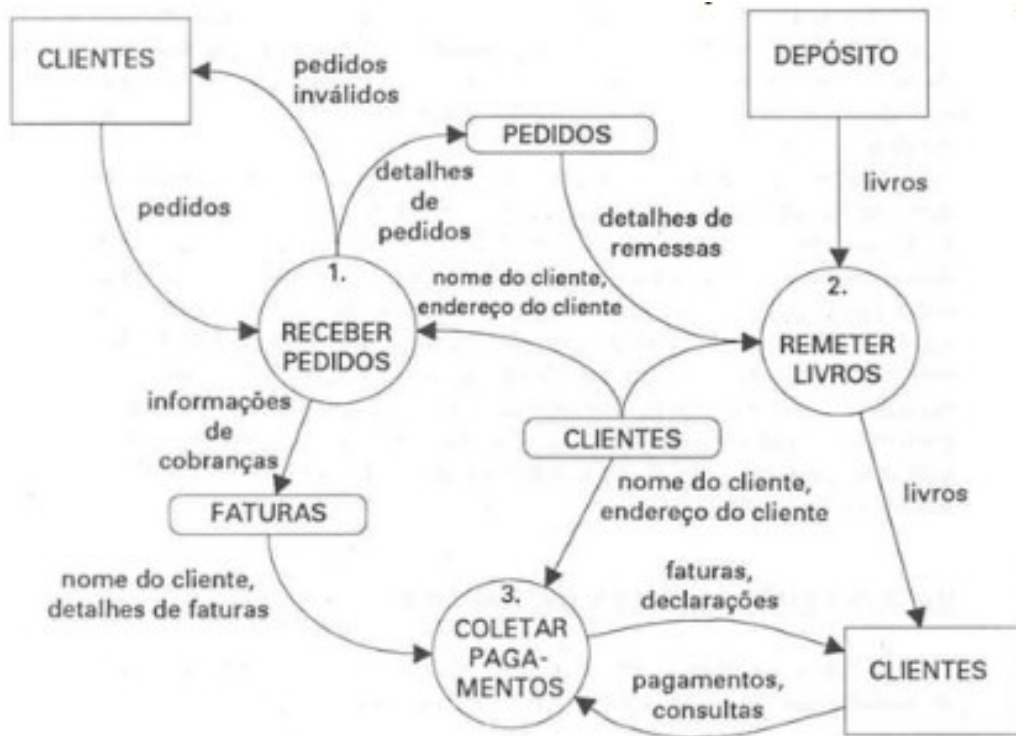 CLIENTES
pedidos
inválidos
DEPÓSITO
PEDIDOS
detalhes
de
pedidos
pedidos
livros
detalhes de
remessas
1.
RECEBER
PEDIDOS
nome do cliente,
endereço do cliente
2.
REMETER
LIVROS
informações
de
cobranças
CLIENTES
FATURAS
nome do cliente,
endereço do cliente
livros
nome do cliente,
detalhes de faturas
3.
COLETAR
PAGA-
MENTOS
faturas,
declarações
CLIENTES
pagamentos,
consultas